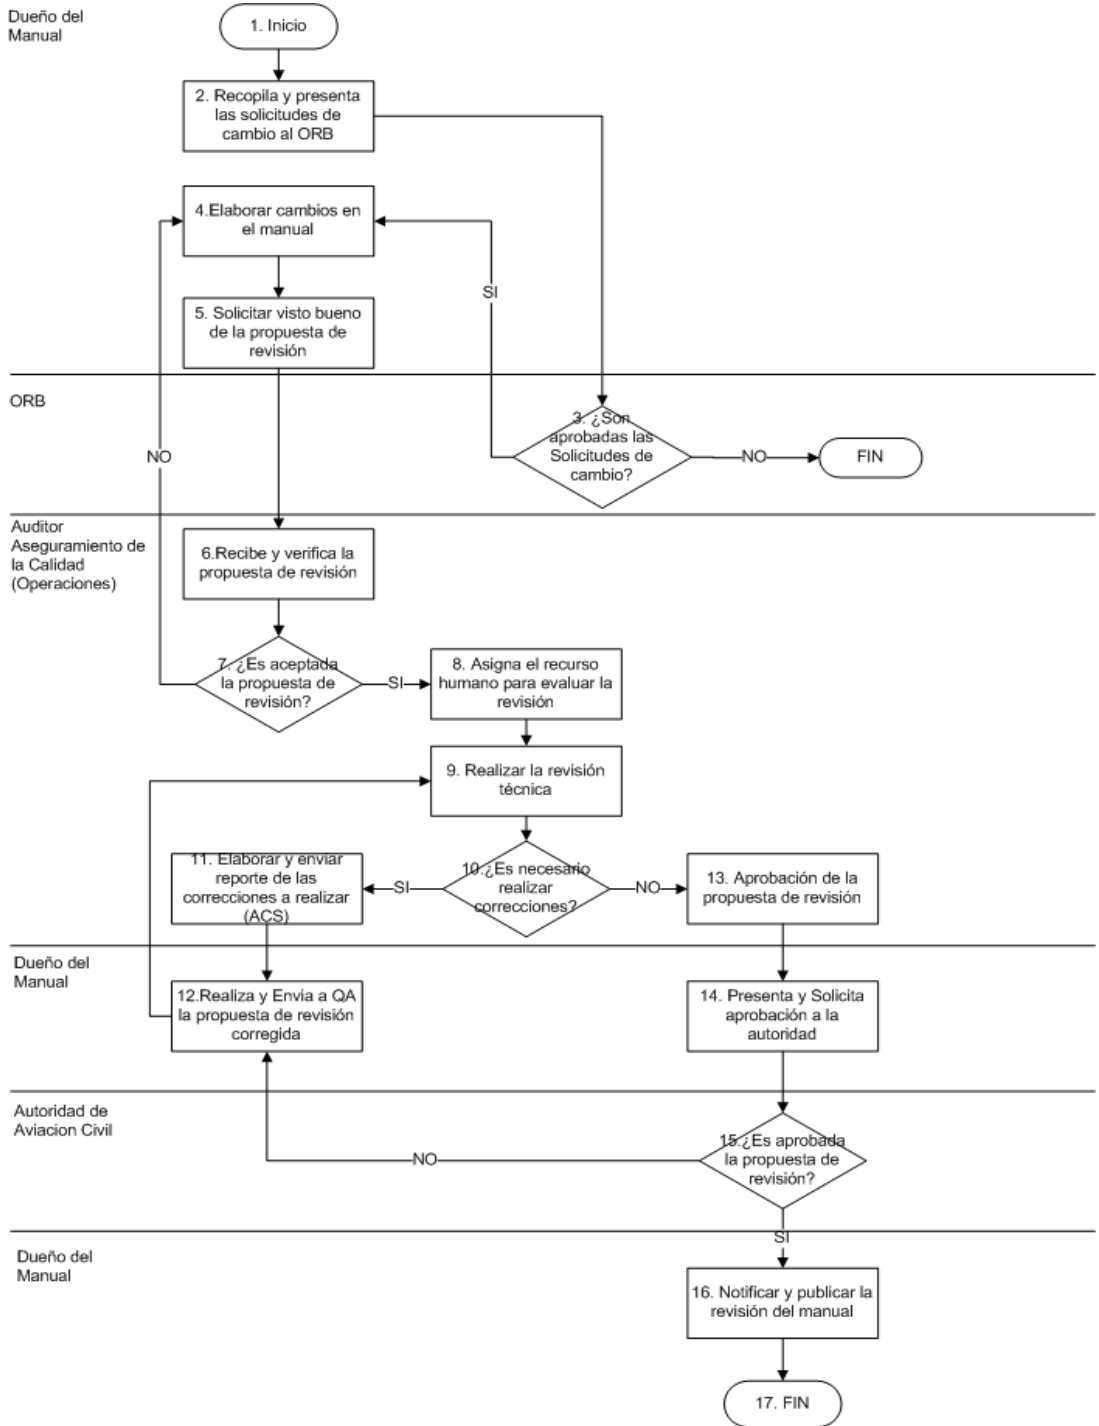 Dueño del
Manual
1. Inicio
2. Recopila y presenta
las solicitudes de
cambio al ORB
4.Elaborar cambios en
el manual
SI
5. Solicitar visto bueno
de la propuesta de
revisión
ORB
3. ¿Son
aprobadas las
Solicitudes de
cambio?
NO
FIN
NO
Auditor
Aseguramiento de
la Calidad
(Operaciones)
6.Recibe y verifica la
propuesta de revisión
7. ¿Es aceptada
la propuesta de
revisión?
SI
8. Asigna el recurso
humano para evaluar la
revisión
9. Realizar la revisión
técnica
11. Elaborar y enviar
reporte de las
correcciones a realizar
(ACS)
SI
10.¿Es necesario
realizar
correcciones?
NO
13. Aprobación de la
propuesta de revisión
Dueño del
Manual
12.Realiza y Envia a QA
la propuesta de revisión
corregida
14. Presenta y Solicita
aprobación a la
autoridad
Autoridad de
Aviacion Civil
NO
15.¿Es aprobada
la propuesta de
revisión?
SI
Dueño del
Manual
16. Notificar y publicar la
revisión del manual
17. FIN